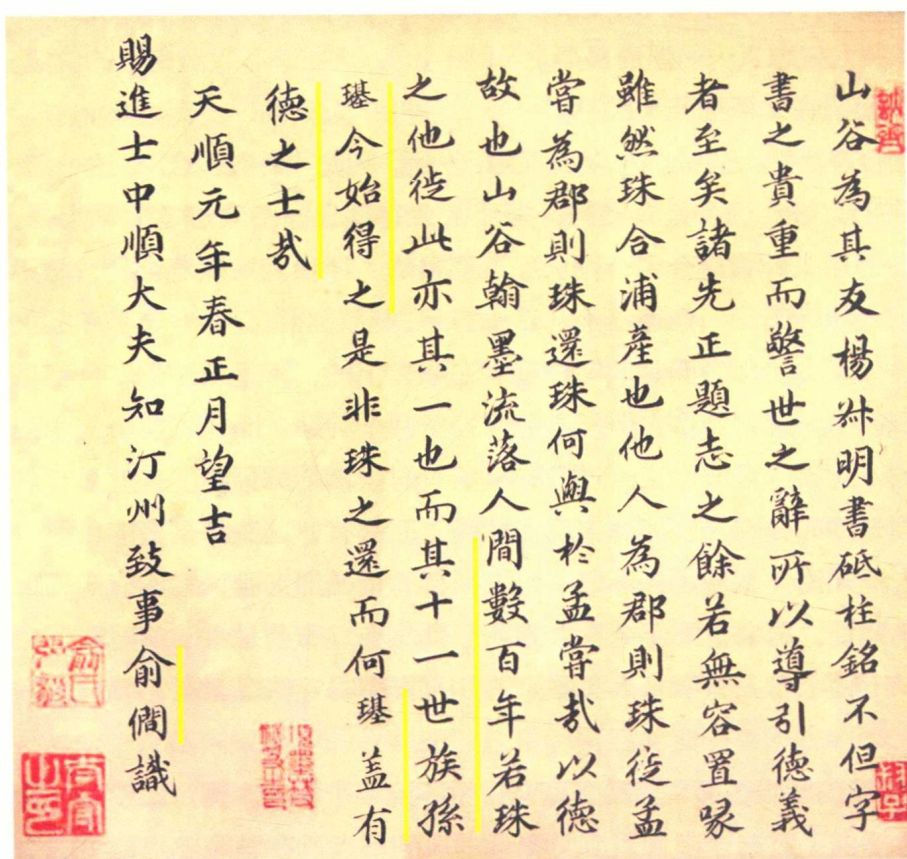 山谷為其友楊叔明書砥柱銘不但字
書之貴重而警世之辭所以導引德義
者至矣諸先正題志之餘若無容置喙
雖然珠合浦產也他人為郡則珠徙孟
嘗為郡則珠還珠何與於孟嘗哉以德
故也山谷翰墨流落人間數百年若珠
之他徙此亦其一也而其十一世族孫
璂今始得之是非珠之還而何璂蓋有
德之士哉
天順元年春正月望吉
賜進士中順大夫知汀州致事俞僩識